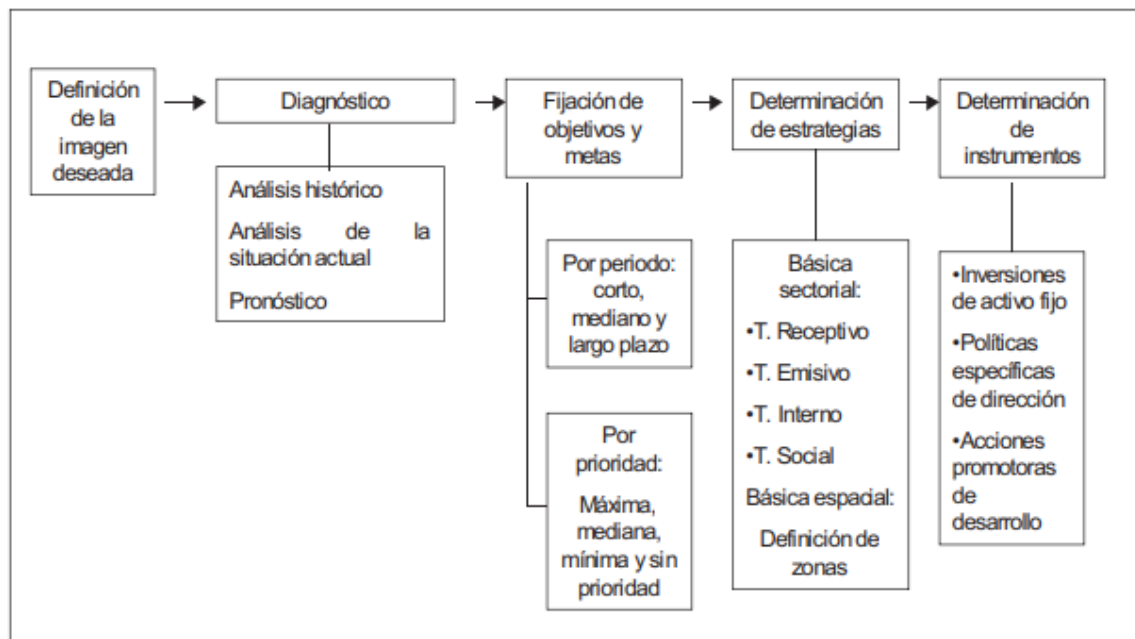 Definición
de la
imagen
deseada
Diagnóstico
Análisis histórico
Análisis de la
situación actual
Pronóstico
Fijación de
objetivos y
metas
Por periodo:
corto,
mediano y
largo plazo
Por
prioridad:
Máxima,
mediana,
mínima y sin
prioridad
Determinación
de estrategias
Básica
sectorial:
•T. Receptivo
•T. Emisivo
•T. Interno
•T. Social
Básica espacial:
Definición de
zonas
Determinación
de
instrumentos
•Inversiones
de activo fijo
•Políticas
específicas
de dirección
•Acciones
promotoras
de
desarrollo